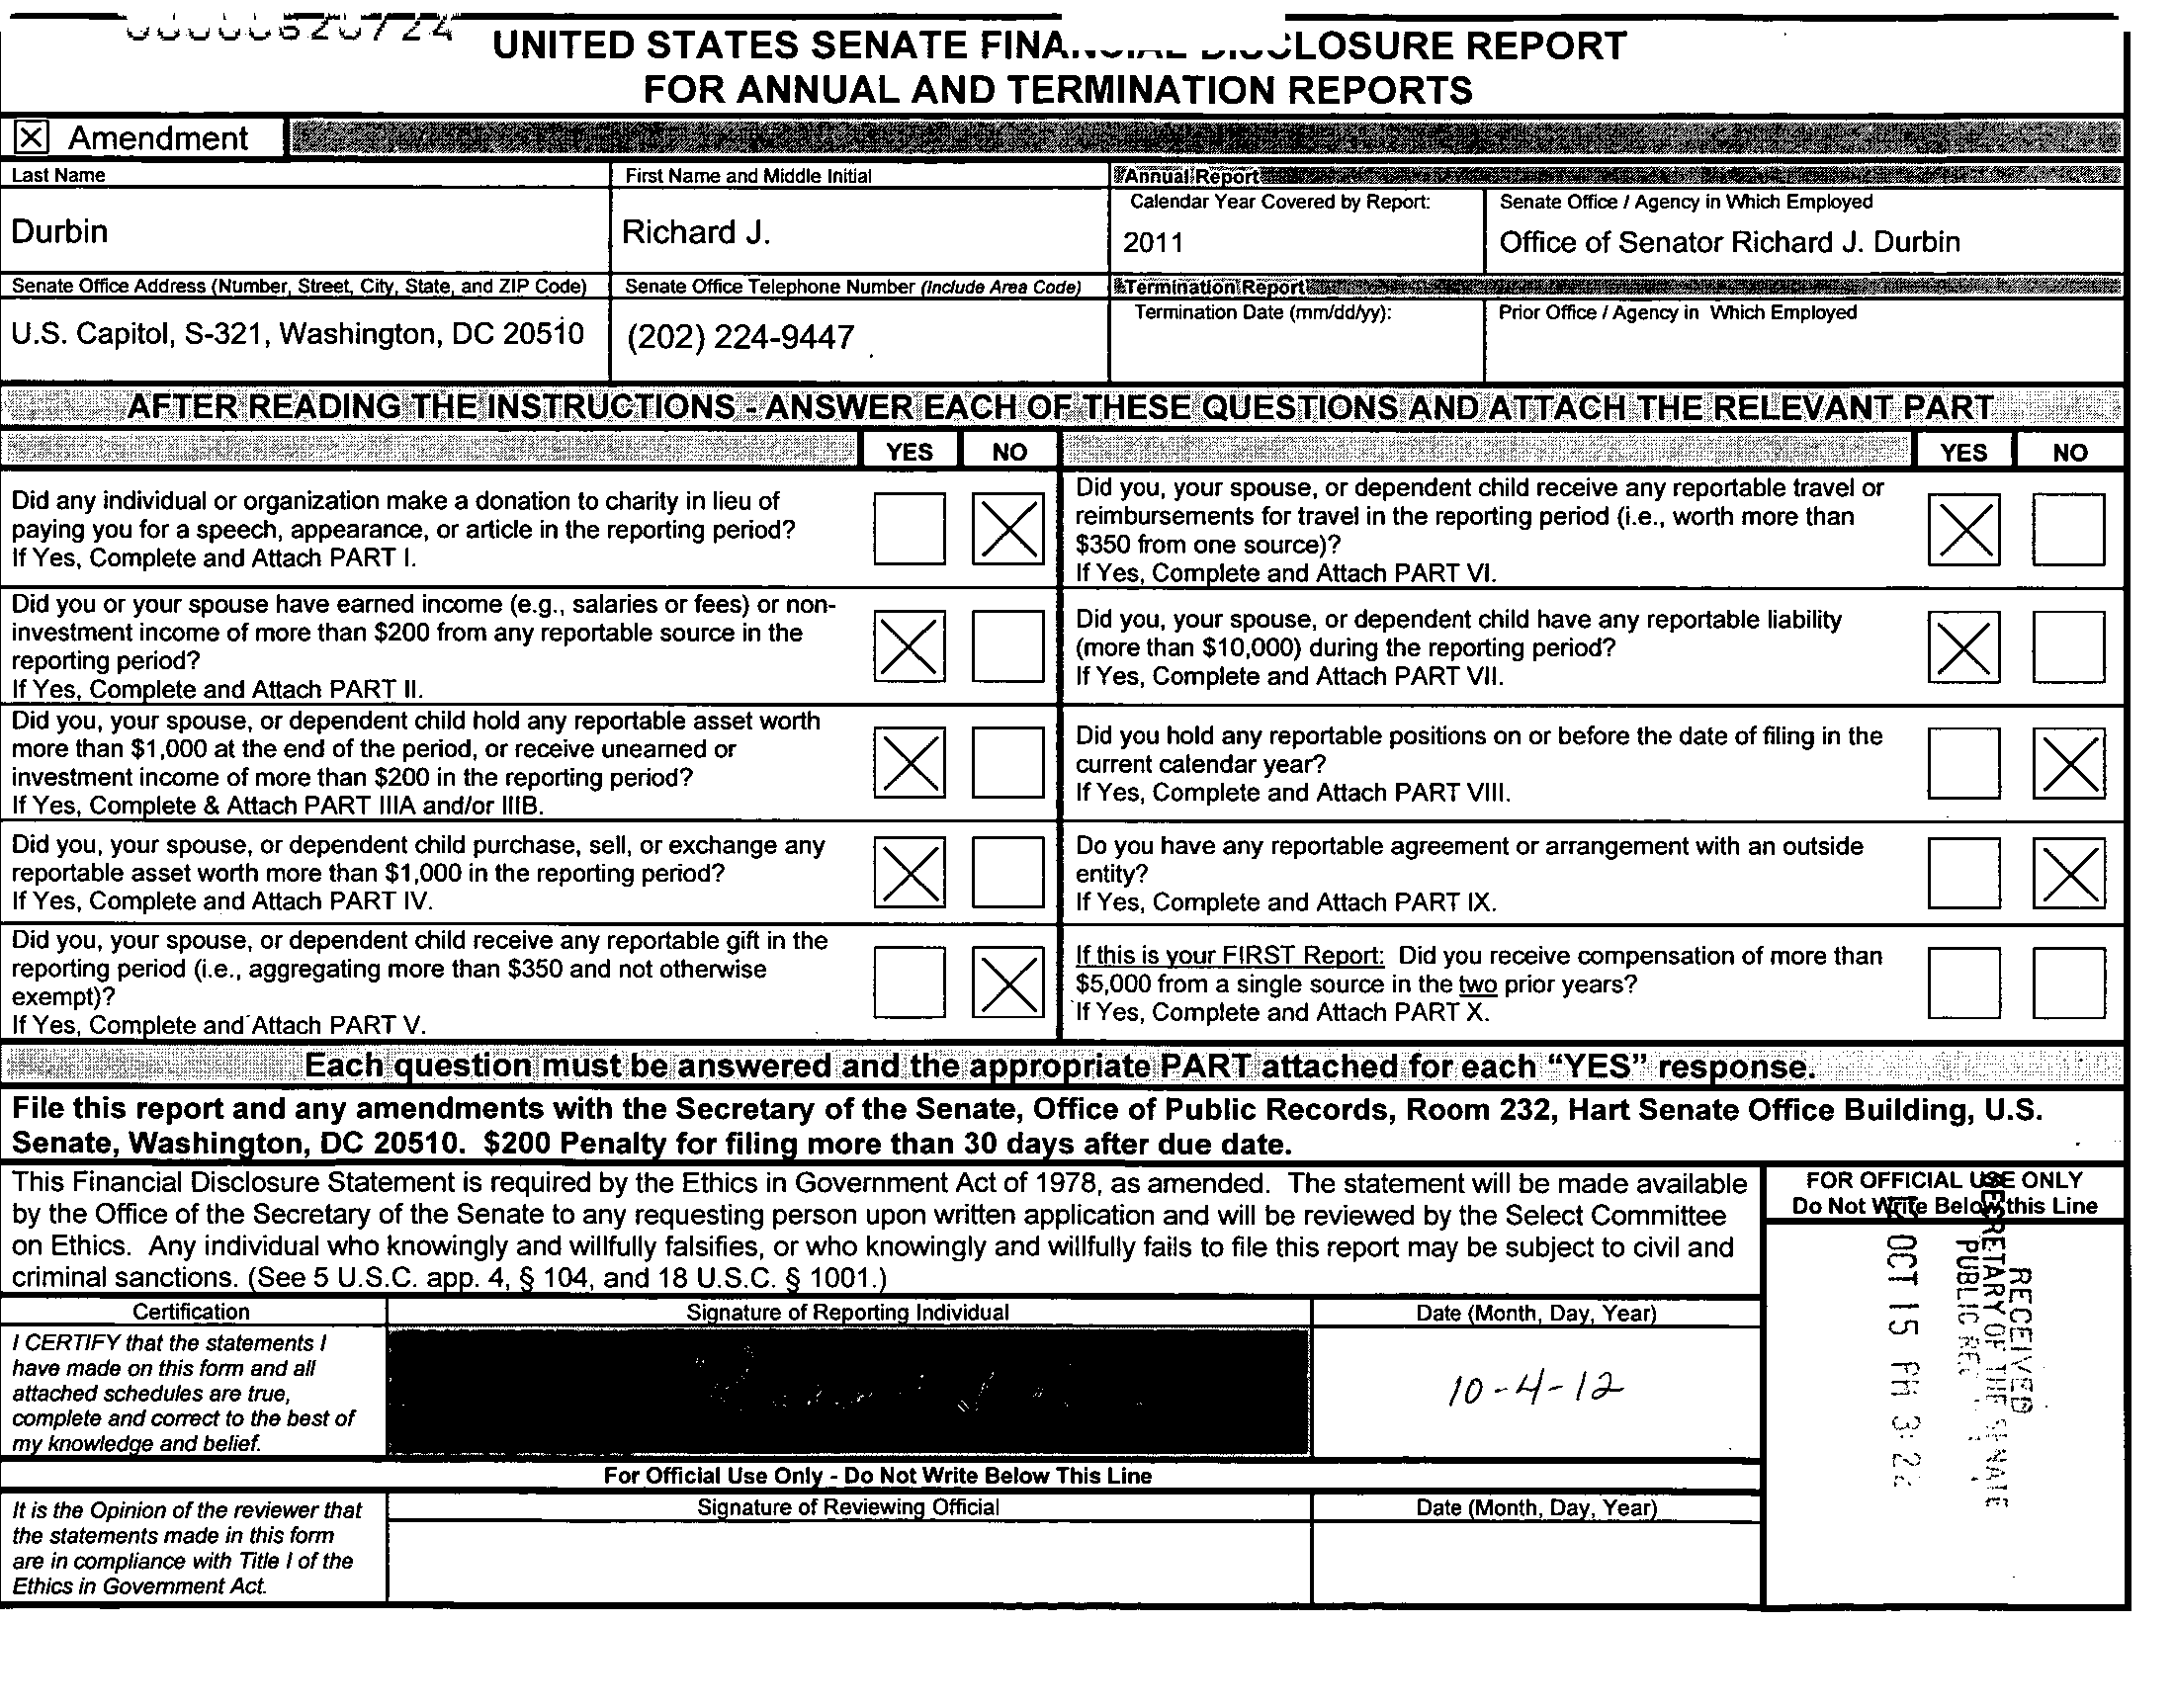 UNITED STATES SENATE FINANCIAL DISCLOSURE REPORT
FOR ANNUAL AND TERMINATION REPORTS
Amendment
Last Name
First Name and Middle Initial
Annual Report
Durbin
Richard J.
Calendar Year Covered by Report:
2011
Senate Office / Agency in Which Employed
Office of Senator Richard J. Durbin
Senate Office Address (Number, Street, City, State, and ZIP Code)
Senate Office Telephone Number (Include Area Code)
Termination Report
U.S. Capitol, S-321, Washington, DC 20510
(202) 224-9447
Termination Date (mm/dd/yy):
Prior Office / Agency in Which Employed
AFTER READING THE INSTRUCTIONS - ANSWER EACH OF THESE QUESTIONS AND ATTACH THE RELEVANT PART
YES NO
YES NO
Did any individual or organization make a donation to charity in lieu of
paying you for a speech, appearance, or article in the reporting period?
If Yes, Complete and Attach PART I.
Did you, your spouse, or dependent child receive any reportable travel or
reimbursements for travel in the reporting period (i.e., worth more than
$350 from one source)?
If Yes, Complete and Attach PART VI.
Did you or your spouse have earned income (e.g., salaries or fees) or non-
investment income of more than $200 from any reportable source in the
reporting period?
If Yes, Complete and Attach PART II.
Did you, your spouse, or dependent child have any reportable liability
(more than $10,000) during the reporting period?
If Yes, Complete and Attach PART VII.
Did you, your spouse, or dependent child hold any reportable asset worth
more than $1,000 at the end of the period, or receive unearned or
investment income of more than $200 in the reporting period?
If Yes, Complete & Attach PART IIIA and/or IIIB.
Did you hold any reportable positions on or before the date of filing in the
current calendar year?
If Yes, Complete and Attach PART VIII.
Did you, your spouse, or dependent child purchase, sell, or exchange any
reportable asset worth more than $1,000 in the reporting period?
If Yes, Complete and Attach PART IV.
Do you have any reportable agreement or arrangement with an outside
entity?
If Yes, Complete and Attach PART IX.
Did you, your spouse, or dependent child receive any reportable gift in the
reporting period (i.e., aggregating more than $350 and not otherwise
exempt)?
If Yes, Complete and Attach PART V.
If this is your FIRST Report: Did you receive compensation of more than
$5,000 from a single source in the two prior years?
If Yes, Complete and Attach PART X.
Each question must be answered and the appropriate PART attached for each “YES” response.
File this report and any amendments with the Secretary of the Senate, Office of Public Records, Room 232, Hart Senate Office Building, U.S.
Senate, Washington, DC 20510. $200 Penalty for filing more than 30 days after due date.
This Financial Disclosure Statement is required by the Ethics in Government Act of 1978, as amended. The statement will be made available
by the Office of the Secretary of the Senate to any requesting person upon written application and will be reviewed by the Select Committee
on Ethics. Any individual who knowingly and willfully falsifies, or who knowingly and willfully fails to file this report may be subject to civil and
criminal sanctions. (See 5 U.S.C. app. 4, § 104, and 18 U.S.C. § 1001.)
FOR OFFICIAL USE ONLY
Do Not Write Below this Line
RECEIVED
SECRETARY OF THE SENATE
PUBLIC
OCT 15 PM 3:22
Certification
Signature of Reporting Individual
Date (Month, Day, Year)
I CERTIFY that the statements I
have made on this form and all
attached schedules are true,
complete and correct to the best of
my knowledge and belief.
10-4-12
For Official Use Only - Do Not Write Below This Line
It is the Opinion of the reviewer that
the statements made in this form
are in compliance with Title I of the
Ethics in Government Act.
Signature of Reviewing Official
Date (Month, Day, Year)